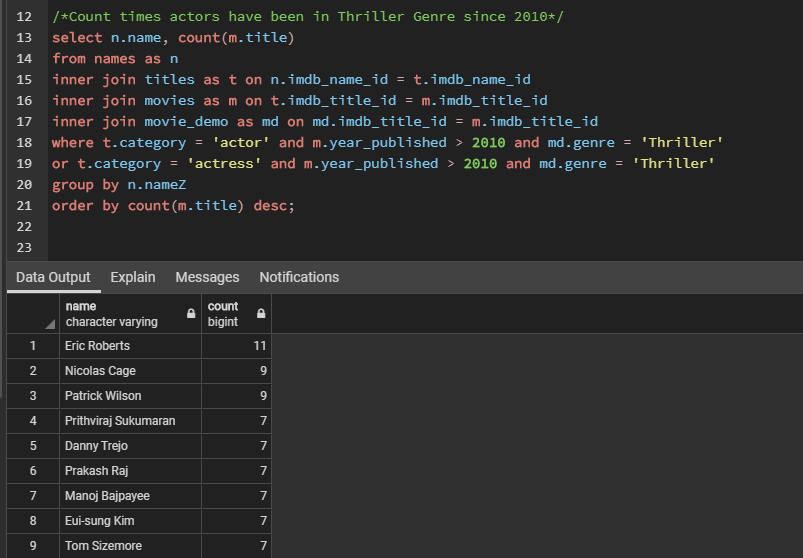 12 /*Count times actors have been in Thriller Genre since 2010*/
13 select n.name, count(m.title)
14 from names as n
15 inner join titles as t on n.imdb_name_id = t.imdb_name_id
16 inner join movies as m on t.imdb_title_id = m.imdb_title_id
17 inner join movie_demo as md on md.imdb_title_id = m.imdb_title_id
18 where t.category = 'actor' and m.year_published > 2010 and md.genre = 'Thriller'
19 or t.category = 'actress' and m.year_published > 2010 and md.genre = 'Thriller'
20 group by n.nameZ
21 order by count(m.title) desc;
22
23
Data Output Explain Messages Notifications
name count
character varying bigint
1 Eric Roberts 11
2 Nicolas Cage 9
3 Patrick Wilson 9
4 Prithviraj Sukumaran 7
5 Danny Trejo 7
6 Prakash Raj 7
7 Manoj Bajpayee 7
8 Eui-sung Kim 7
9 Tom Sizemore 7